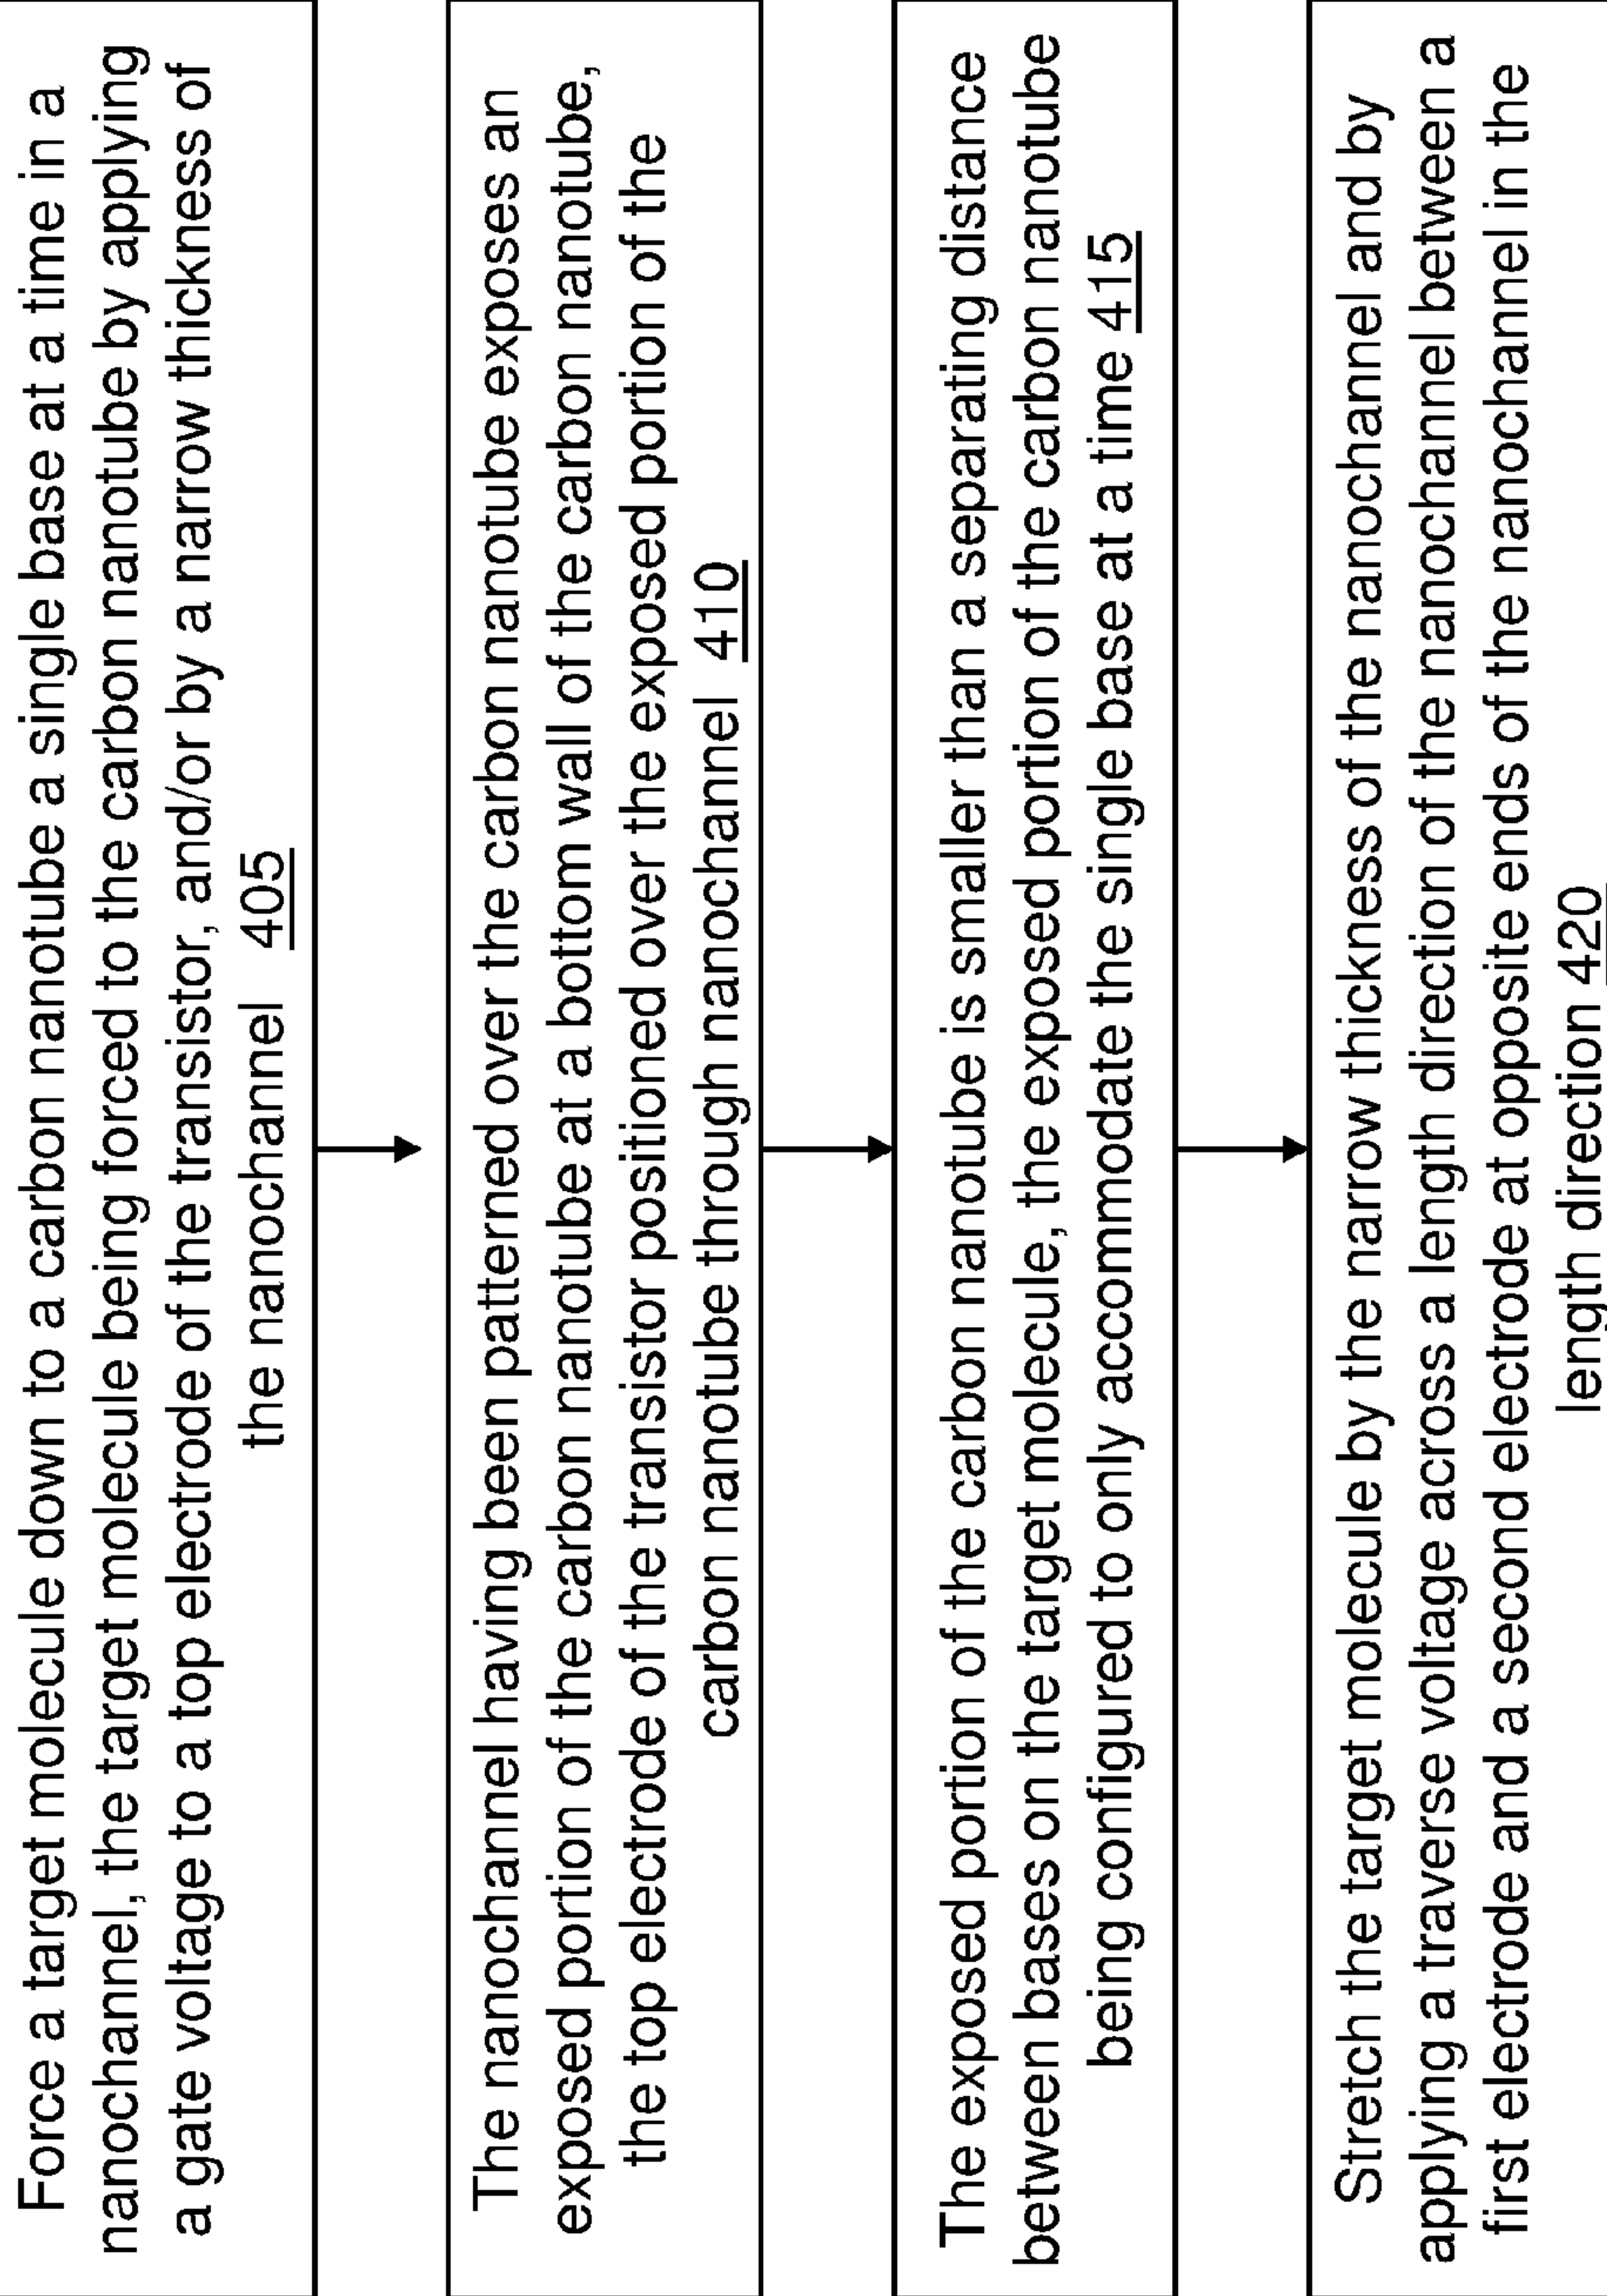 Force a target molecule down to a carbon nanotube a single base at a time in a
nanochannel, the target molecule being forced to the carbon nanotube by applying
a gate voltage to a top electrode of the transistor, and/or by a narrow thickness of
the nanochannel 405
The nanochannel having been patterned over the carbon nanotube exposes an
exposed portion of the carbon nanotube at a bottom wall of the carbon nanotube,
the top electrode of the transistor positioned over the exposed portion of the
carbon nanotube through nanochannel 410
The exposed portion of the carbon nanotube is smaller than a separating distance
between bases on the target molecule, the exposed portion of the carbon nanotube
being configured to only accommodate the single base at a time 415
Stretch the target molecule by the narrow thickness of the nanochannel and by
applying a traverse voltage across a length direction of the nanochannel between a
first electrode and a second electrode at opposite ends of the nanochannel in the
length direction 420